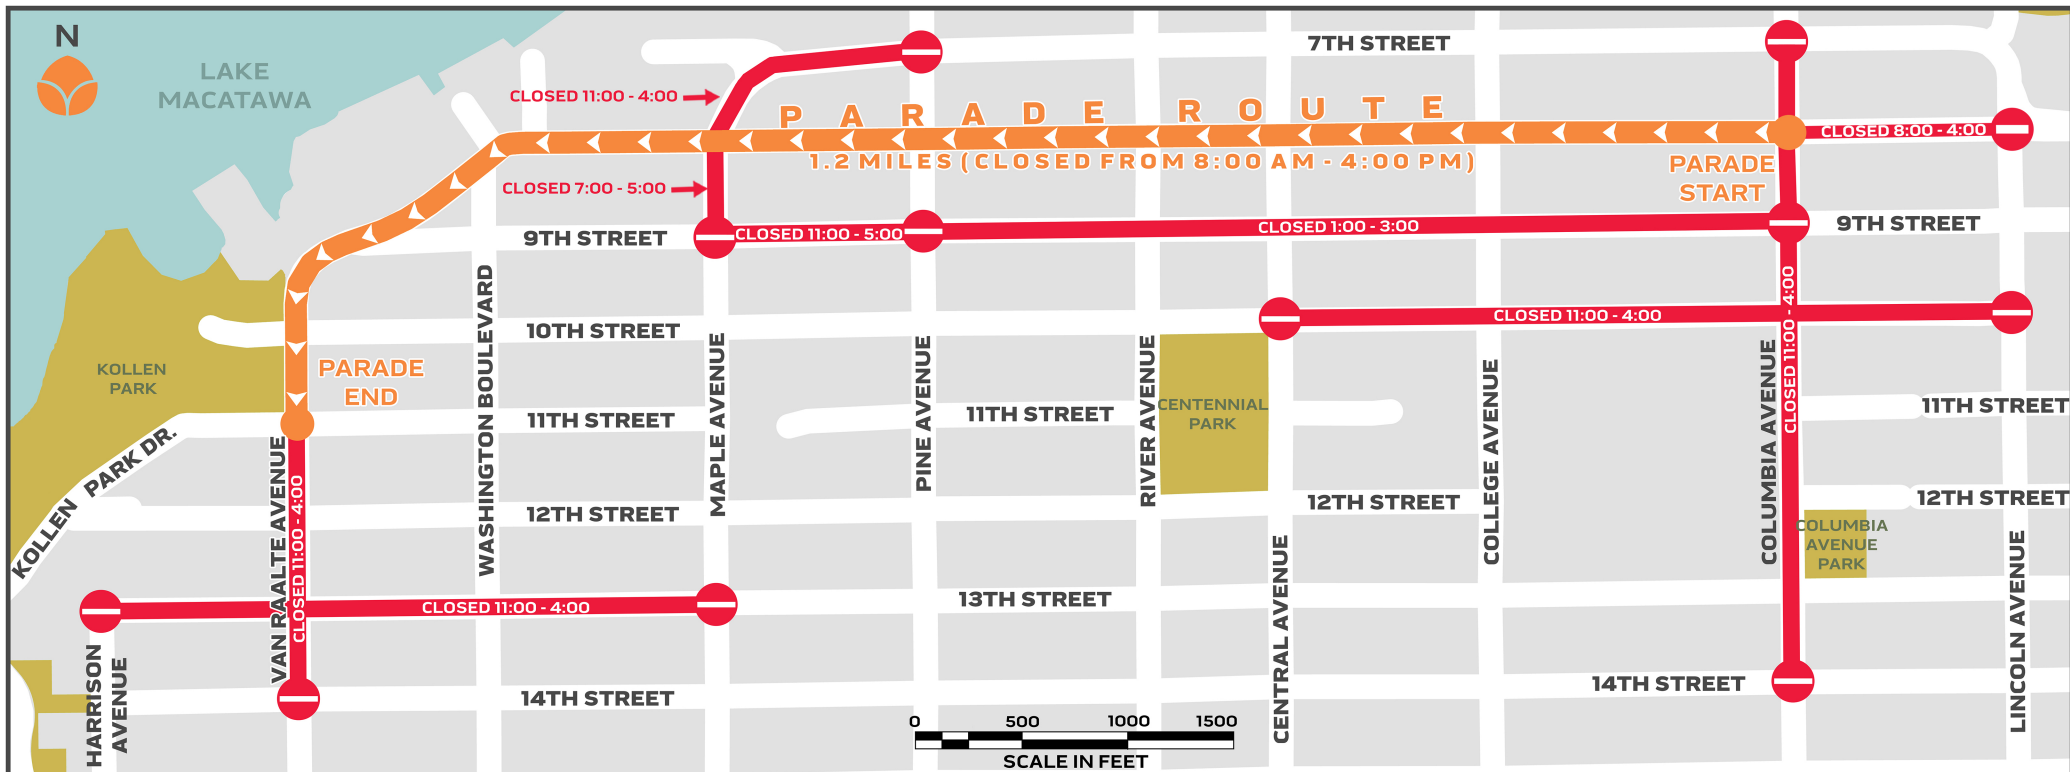 N
LAKE
MACATAWA
7TH STREET
CLOSED 11:00 - 4:00
PARADE ROUTE
1.2 MILES (CLOSED FROM 8:00 AM - 4:00 PM)
CLOSED 8:00 - 4:00
PARADE
START
CLOSED 7:00 - 5:00
9TH STREET
CLOSED 11:00 - 5:00
CLOSED 1:00 - 3:00
9TH STREET
10TH STREET
CLOSED 11:00 - 4:00
CLOSED 11:00 - 4:00
KOLLEN
PARK
PARADE
END
WASHINGTON BOULEVARD
MAPLE AVENUE
PINE AVENUE
RIVER AVENUE
CENTENNIAL
PARK
COLLEGE AVENUE
COLUMBIA AVENUE
11TH STREET
11TH STREET
11TH STREET
KOLLEN PARK DR.
VAN RAALTE AVENUE
CLOSED 11:00 - 4:00
12TH STREET
12TH STREET
12TH STREET
COLUMBIA
AVENUE
PARK
CENTRAL AVENUE
LINCOLN AVENUE
CLOSED 11:00 - 4:00
13TH STREET
HARRISON
AVENUE
14TH STREET
14TH STREET
0 500 1000 1500
SCALE IN FEET